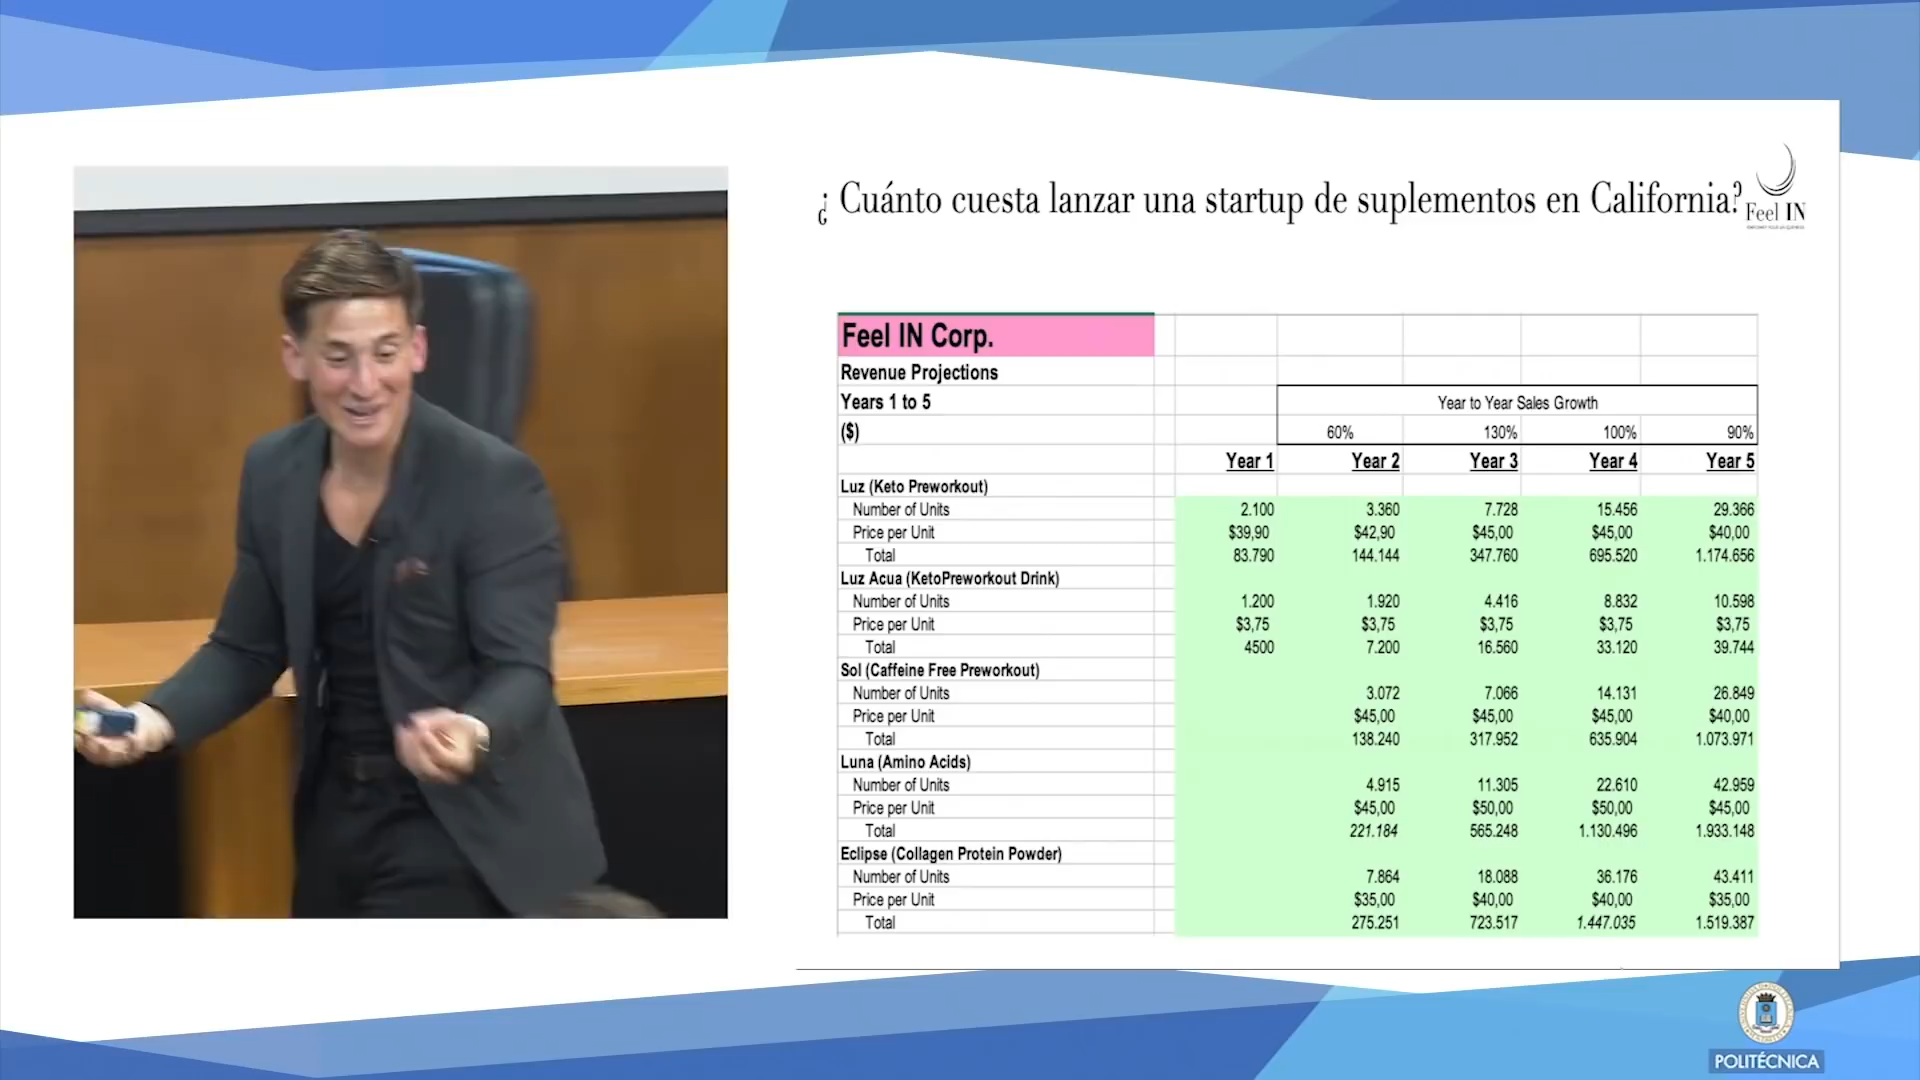 ¿ Cuánto cuesta lanzar una startup de suplementos en California?
Feel IN
Feel IN Corp.
Revenue Projections
Years 1 to 5 Year to Year Sales Growth
($) 60% 130% 100% 90%
Year 1 Year 2 Year 3 Year 4 Year 5
Luz (Keto Preworkout)
Number of Units 2.100 3.360 7.728 15.456 29.366
Price per Unit $39,90 $42,90 $45,00 $45,00 $40,00
Total 83.790 144.144 347.760 695.520 1.174.656
Luz Acua (KetoPreworkout Drink)
Number of Units 1.200 1.920 4.416 8.832 10.598
Price per Unit $3,75 $3,75 $3,75 $3,75 $3,75
Total 4500 7.200 16.560 33.120 39.744
Sol (Caffeine Free Preworkout)
Number of Units 3.072 7.066 14.131 26.849
Price per Unit $45,00 $45,00 $45,00 $40,00
Total 138.240 317.952 635.904 1.073.971
Luna (Amino Acids)
Number of Units 4.915 11.305 22.610 42.959
Price per Unit $45,00 $50,00 $50,00 $45,00
Total 221.184 565.248 1.130.496 1.933.148
Eclipse (Collagen Protein Powder)
Number of Units 7.864 18.088 36.176 43.411
Price per Unit $35,00 $40,00 $40,00 $35,00
Total 275.251 723.517 1.447.035 1.519.387
POLITÉCNICA